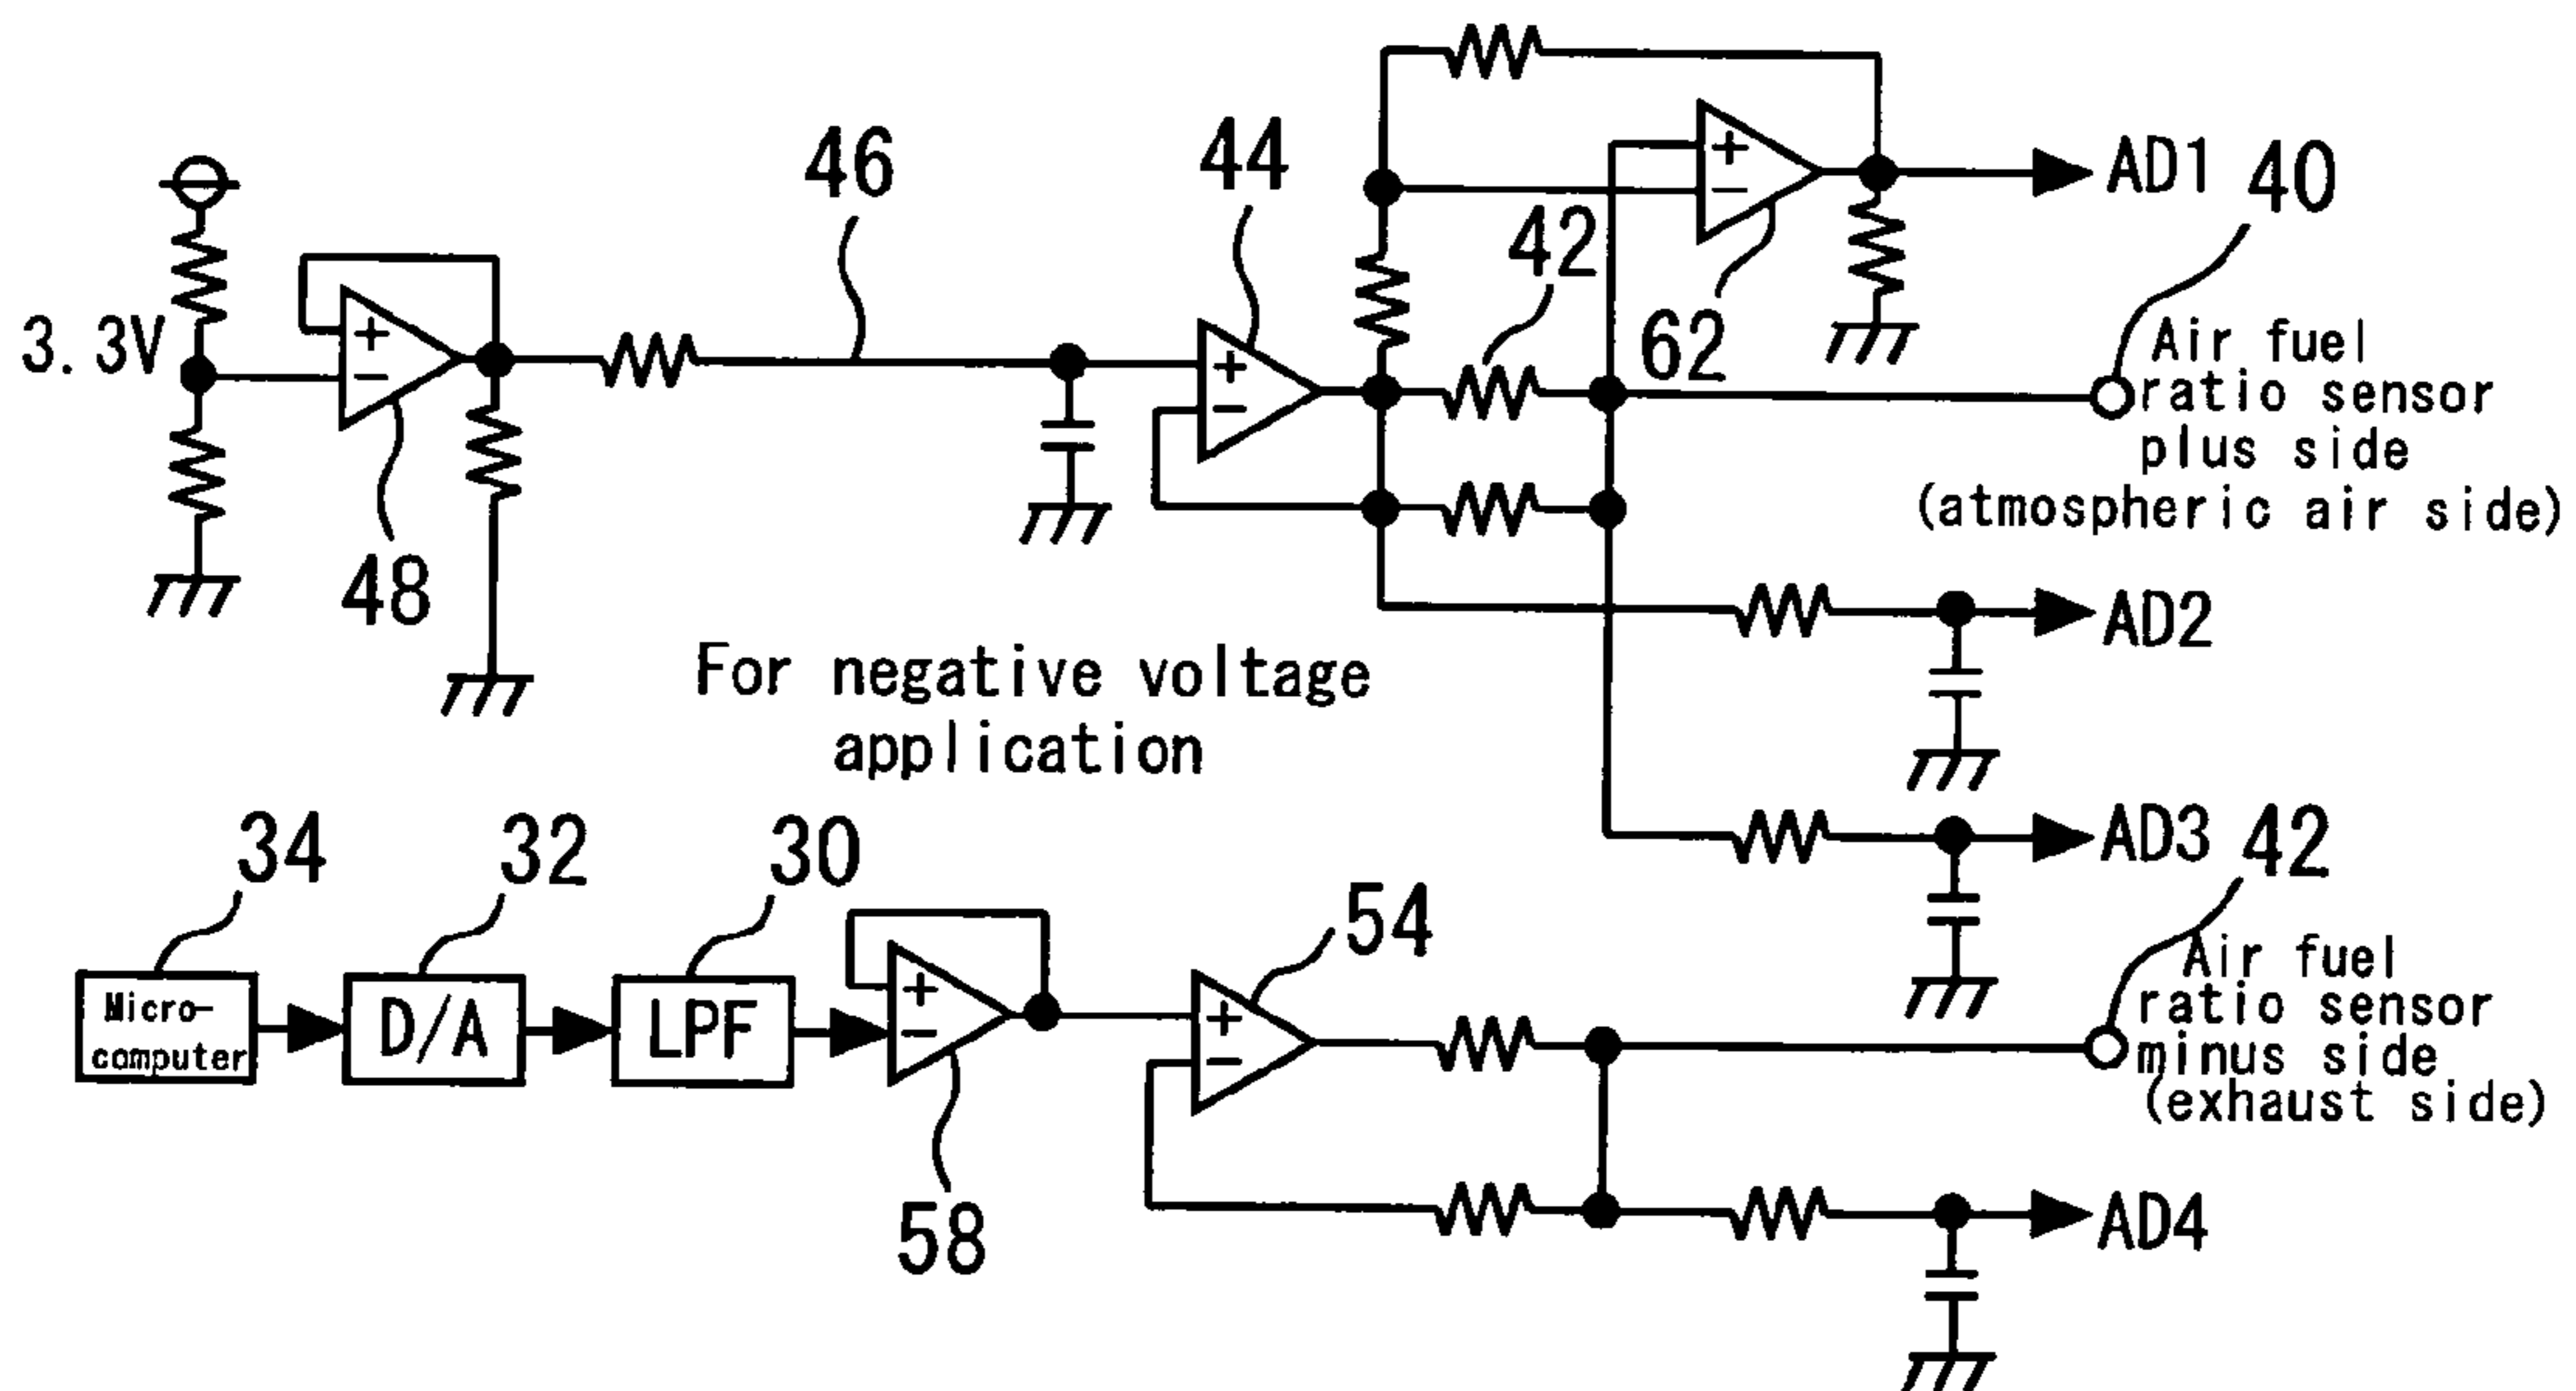 46
44
AD1
40
42
3.3V
+
−
48
+
−
+
−
62
Air fuel
ratio sensor
plus side
(atmospheric air side)
AD2
For negative voltage
application
AD3
34
32
30
42
54
Micro-
computer
D/A
LPF
+
−
58
+
−
Air fuel
ratio sensor
minus side
(exhaust side)
AD4